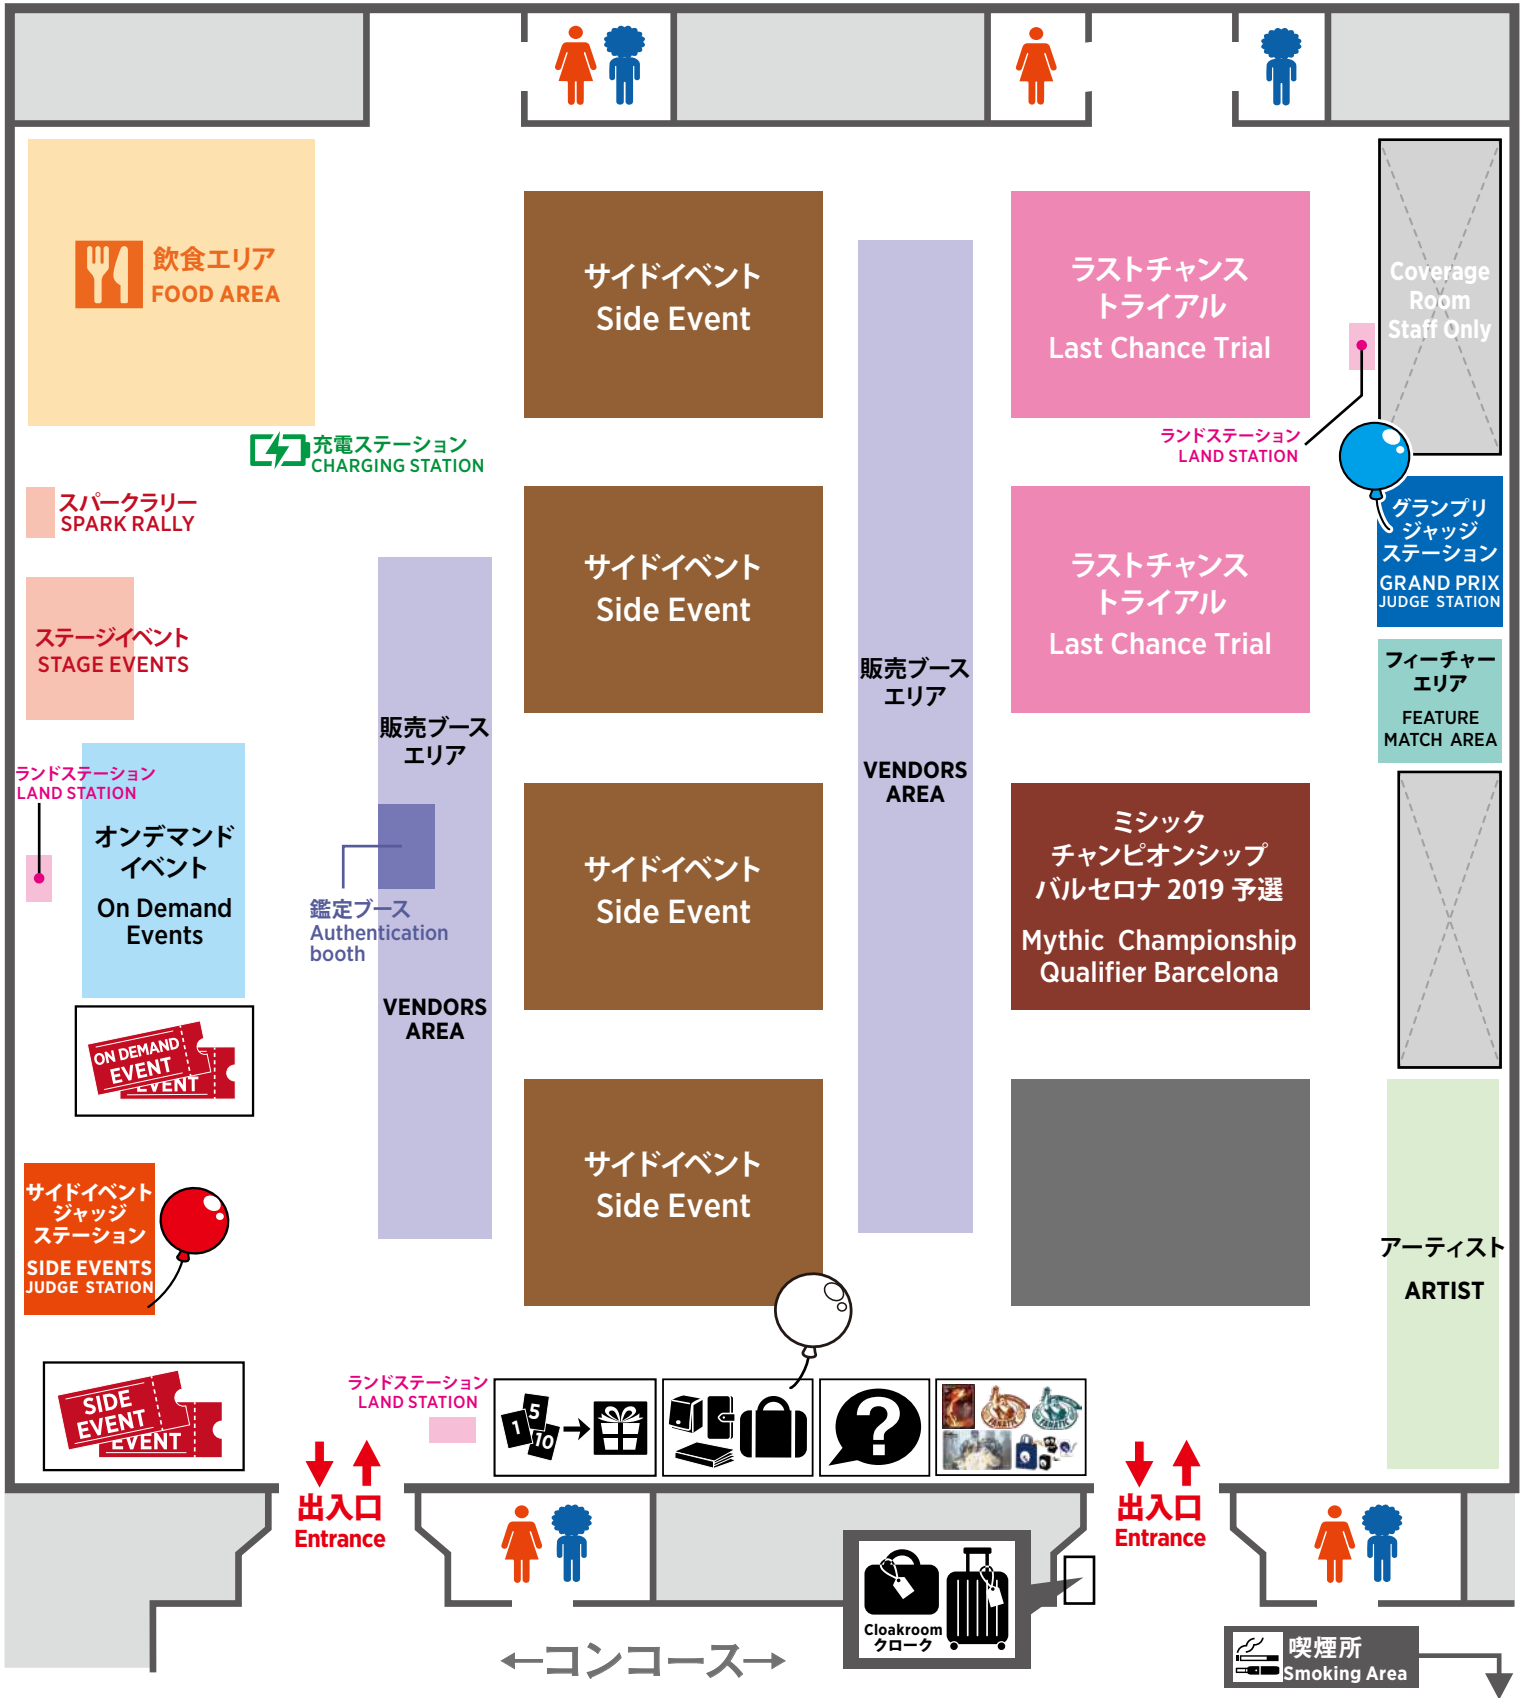 飲食エリア
FOOD AREA
サイドイベント
Side Event
ラストチャンス
トライアル
Last Chance Trial
Coverage
Room
Staff Only
充電ステーション
CHARGING STATION
ランドステーション
LAND STATION
スパークラリー
SPARK RALLY
サイドイベント
Side Event
ラストチャンス
トライアル
Last Chance Trial
グランプリ
ジャッジ
ステーション
GRAND PRIX
JUDGE STATION
ステージイベント
STAGE EVENTS
フィーチャー
エリア
FEATURE
MATCH AREA
販売ブース
エリア
VENDORS
AREA
販売ブース
エリア
VENDORS
AREA
ランドステーション
LAND STATION
オンデマンド
イベント
On Demand
Events
鑑定ブース
Authentication
booth
サイドイベント
Side Event
ミシック
チャンピオンシップ
バルセロナ 2019 予選
Mythic Championship
Qualifier Barcelona
ON DEMAND
EVENT
EVENT
サイドイベント
ジャッジ
ステーション
SIDE EVENTS
JUDGE STATION
サイドイベント
Side Event
アーティスト
ARTIST
SIDE
EVENT
EVENT
ランドステーション
LAND STATION
1
5
10
?
FANATIC
FANATIC
出入口
Entrance
出入口
Entrance
Cloakroom
クローク
←コンコース→
喫煙所
Smoking Area